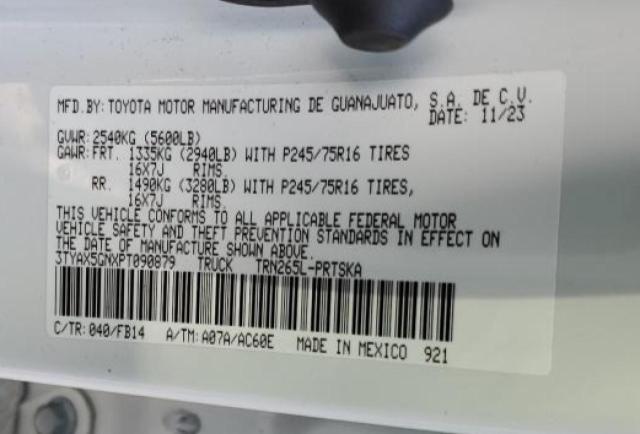 MFD.BY: TOYOTA MOTOR MANUFACTURING DE GUANAJUATO, S.A. DE C.V.
DATE: 11/23
GVWR: 2540KG (5600LB)
GAWR: FRT. 1335KG (2940LB) WITH P245/75R16 TIRES
16X7J RIMS.
RR. 1490KG (3280LB) WITH P245/75R16 TIRES,
16X7J RIMS.
THIS VEHICLE CONFORMS TO ALL APPLICABLE FEDERAL MOTOR
VEHICLE SAFETY AND THEFT PREVENTION STANDARDS IN EFFECT ON
THE DATE OF MANUFACTURE SHOWN ABOVE.
3TYAX5GNXPT090879 TRUCK TRN265L-PRTSKA
C/TR: 040/FB14 A/TM: A07A/AC60E MADE IN MEXICO 921